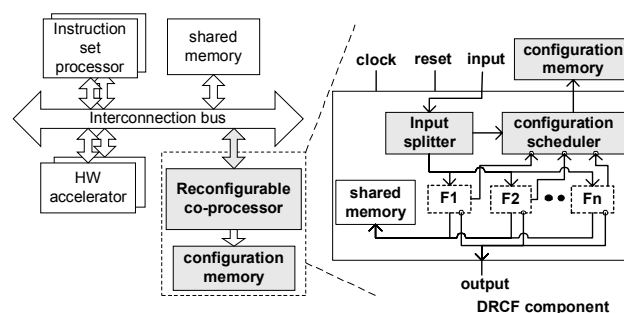 Instruction
set
processor
shared
memory
Interconnection bus
HW
accelerator
Reconfigurable
co-processor
configuration
memory
clock
reset
input
configuration
memory
Input
splitter
configuration
scheduler
shared
memory
F1
F2
Fn
output
DRCF component